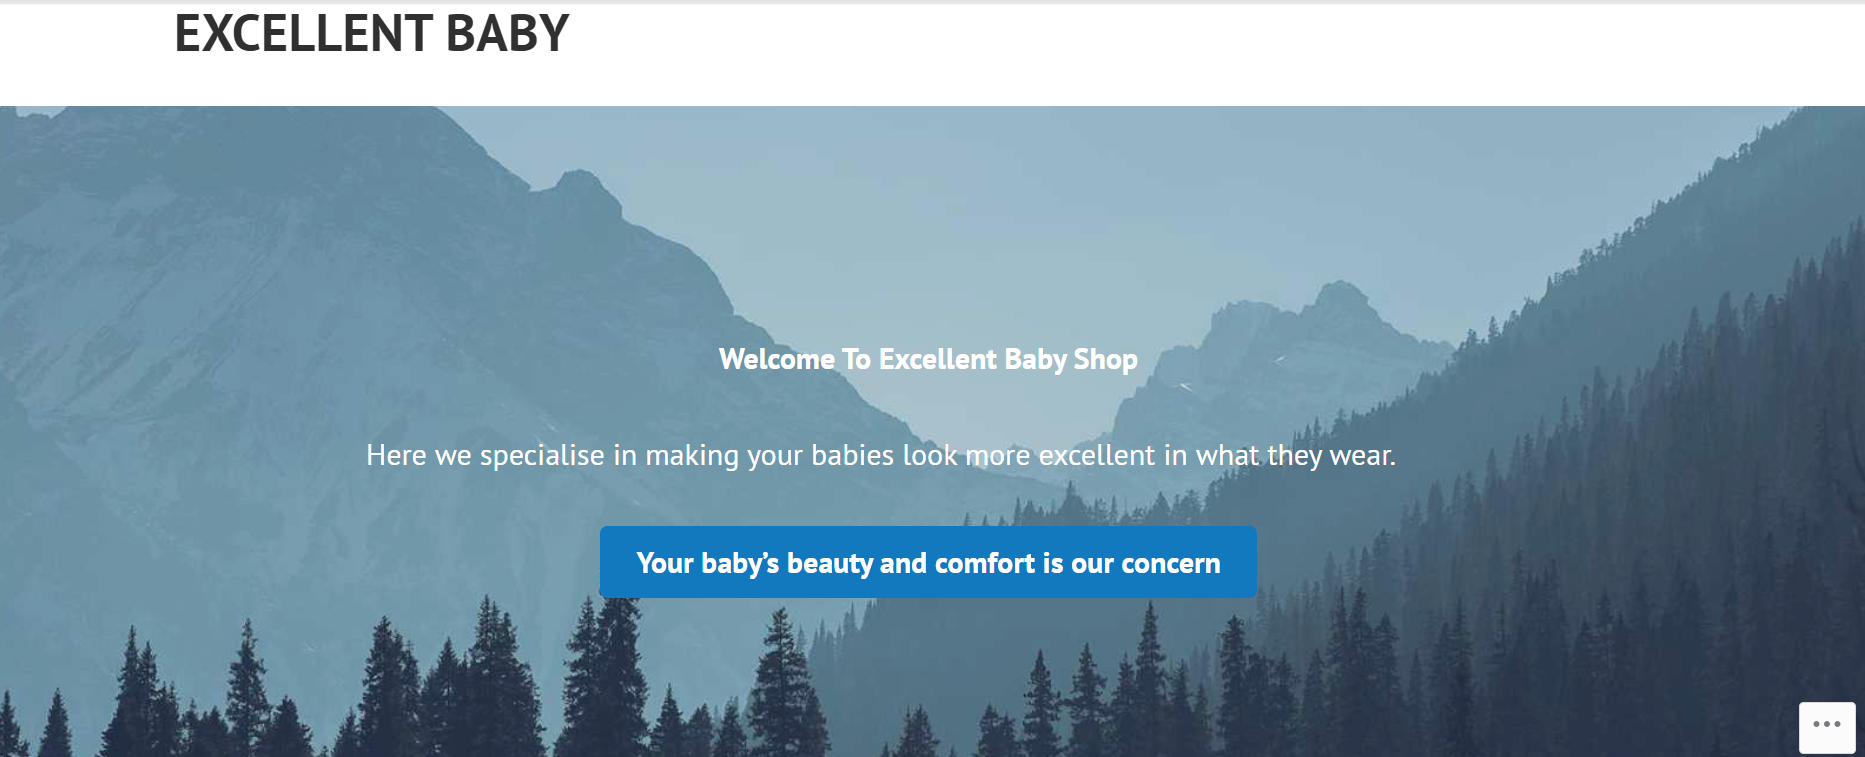 EXCELLENT BABY
Welcome To Excellent Baby Shop
Here we specialise in making your babies look more excellent in what they wear.
Your baby’s beauty and comfort is our concern